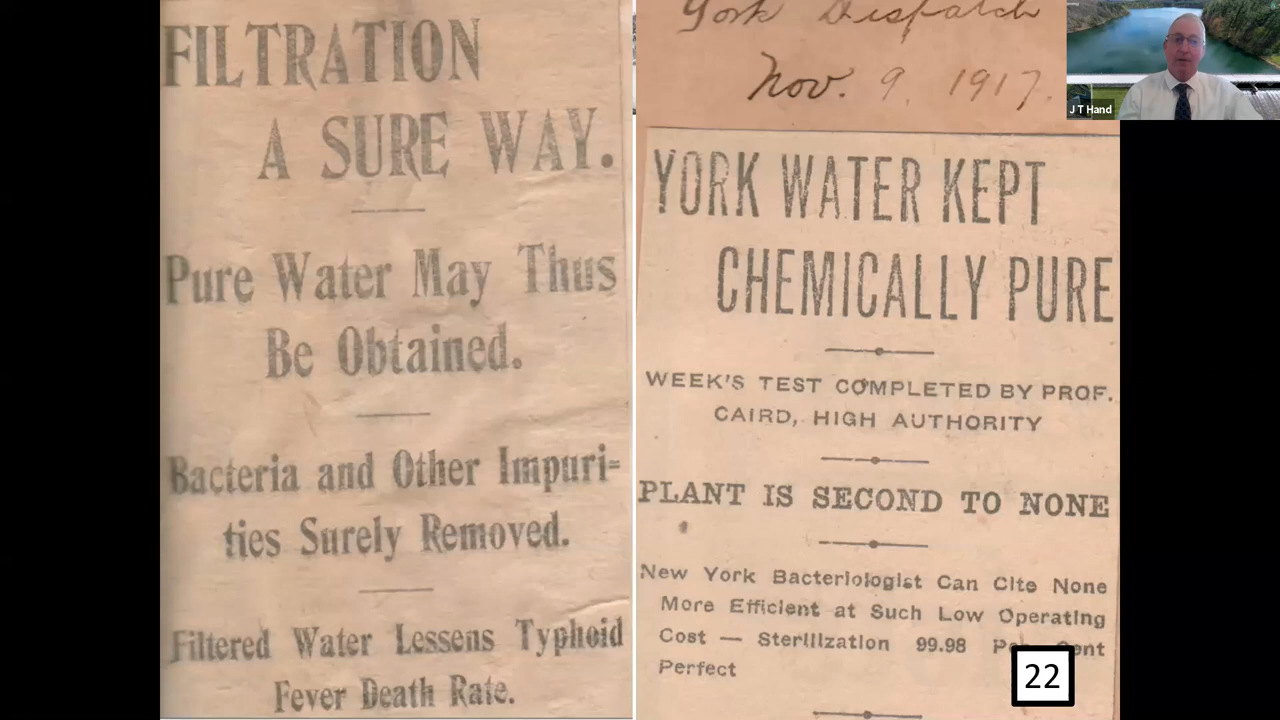 FILTRATION
A SURE WAY.
Pure Water May Thus
Be Obtained.
Bacteria and Other Impuri=
ties Surely Removed.
Filtered Water Lessens Typhoid
Fever Death Rate.
York Dispatch
Nov. 9, 1917.
YORK WATER KEPT
CHEMICALLY PURE
WEEK'S TEST COMPLETED BY PROF.
CAIRD, HIGH AUTHORITY
PLANT IS SECOND TO NONE
New York Bacteriologist Can Cite None
More Efficient at Such Low Operating
Cost — Sterilization 99.98 Per Cent
Perfect
22
J T Hand